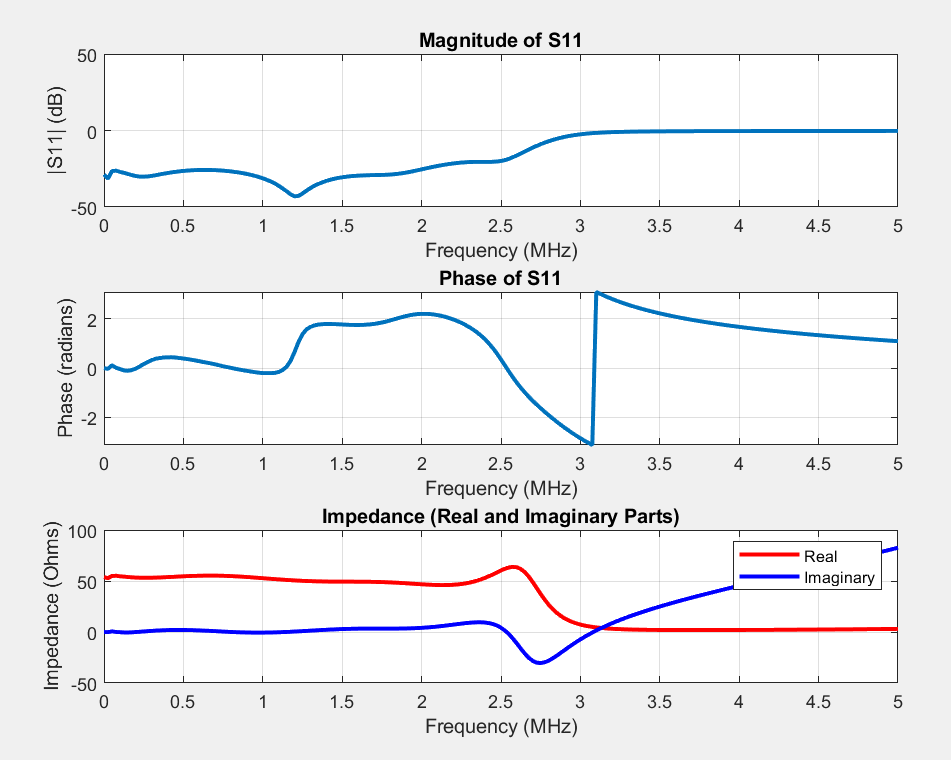 Magnitude of S11
|S11| (dB)
50
0
-50
0 0.5 1 1.5 2 2.5 3 3.5 4 4.5 5
Frequency (MHz)
Phase of S11
Phase (radians)
2
0
-2
0 0.5 1 1.5 2 2.5 3 3.5 4 4.5 5
Frequency (MHz)
Impedance (Real and Imaginary Parts)
Impedance (Ohms)
100
50
0
-50
Real
Imaginary
0 0.5 1 1.5 2 2.5 3 3.5 4 4.5 5
Frequency (MHz)